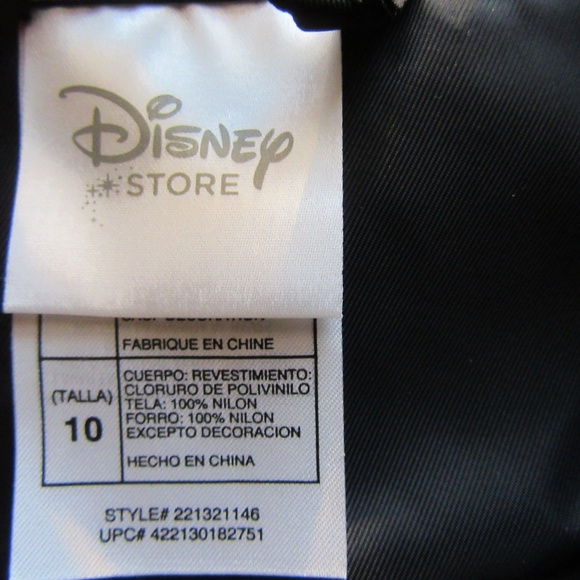 Disney
STORE
FABRIQUE EN CHINE
(TALLA)
10
CUERPO: REVESTIMIENTO:
CLORURO DE POLIVINILO
TELA: 100% NILON
FORRO: 100% NILON
EXCEPTO DECORACION
HECHO EN CHINA
STYLE# 221321146
UPC# 422130182751